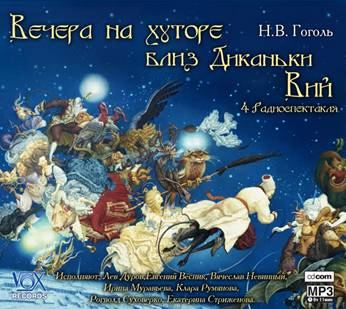 Вечера на хуторе
близ Диканьки
Вий
Н.В. Гоголь
4 Радиоспектакля
Исполняют: Лев Дуров, Евгений Весник, Вячеслав Невинный,
Ирина Муравьева, Клара Румянова,
Рогволд Суховерко, Екатерина Стриженова.
VOX
RECORDS
cdcom
MP3